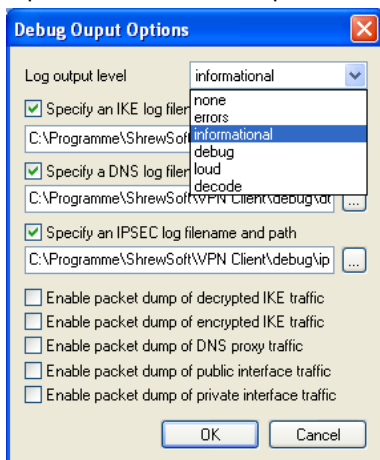 Debug Ouput Options
Log output level informational
none
errors
informational
debug
loud
decode
Specify an IKE log filer
C:\Programme\ShrewSoft
Specify a DNS log filer
C:\Programme\ShrewSoft\VPN Client\debug\dt ...
Specify an IPSEC log filename and path
C:\Programme\ShrewSoft\VPN Client\debug\ip ...
Enable packet dump of decrypted IKE traffic
Enable packet dump of encrypted IKE traffic
Enable packet dump of DNS proxy traffic
Enable packet dump of public interface traffic
Enable packet dump of private interface traffic
OK Cancel